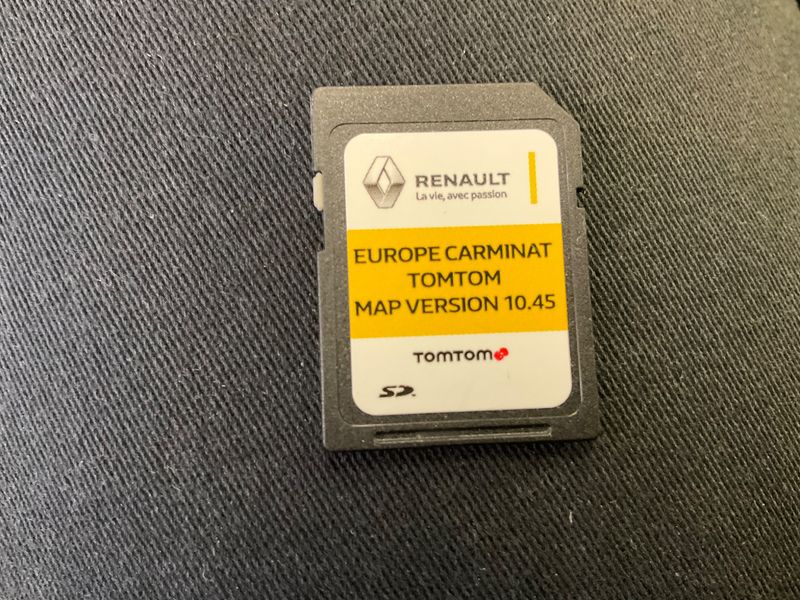 RENAULT
La vie, avec passion
EUROPE CARMINAT
TOMTOM
MAP VERSION 10.45
TOMTOM
SD